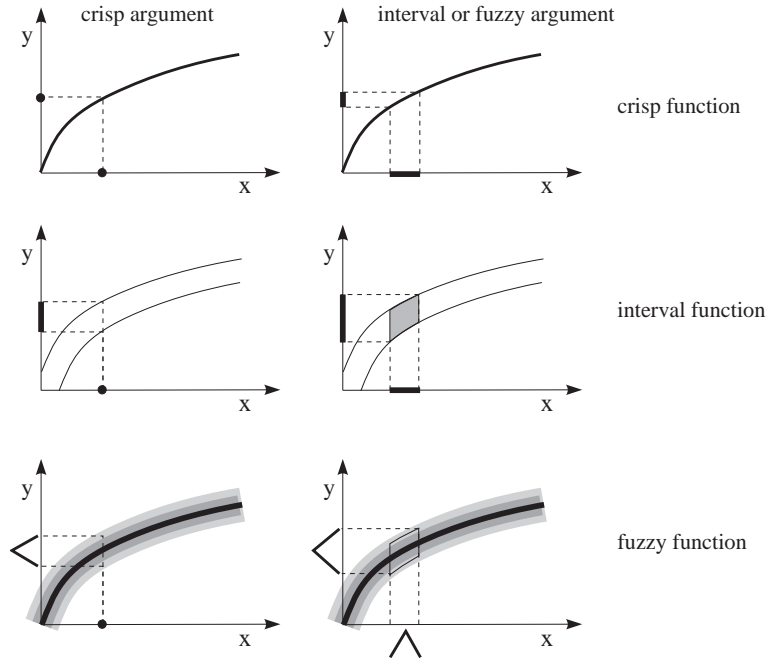 crisp argument
interval or fuzzy argument
y
x
y
x
crisp function
y
x
y
x
interval function
y
x
y
x
fuzzy function